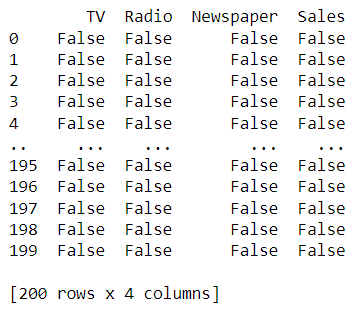 TV Radio Newspaper Sales
0 False False False False
1 False False False False
2 False False False False
3 False False False False
4 False False False False
.. ... ... ... ...
195 False False False False
196 False False False False
197 False False False False
198 False False False False
199 False False False False
[200 rows x 4 columns]